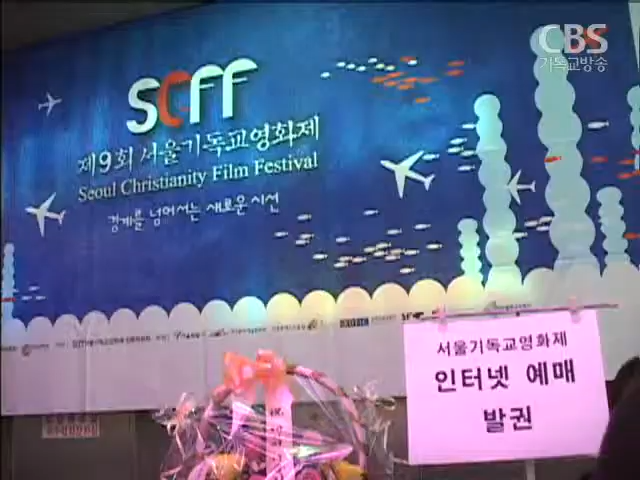 CBS
기독교방송
SCFF
제9회 서울기독교영화제
Seoul Christianity Film Festival
경계를 넘어서는 새로운 시선
서울기독교영화제
인터넷 예매
발권